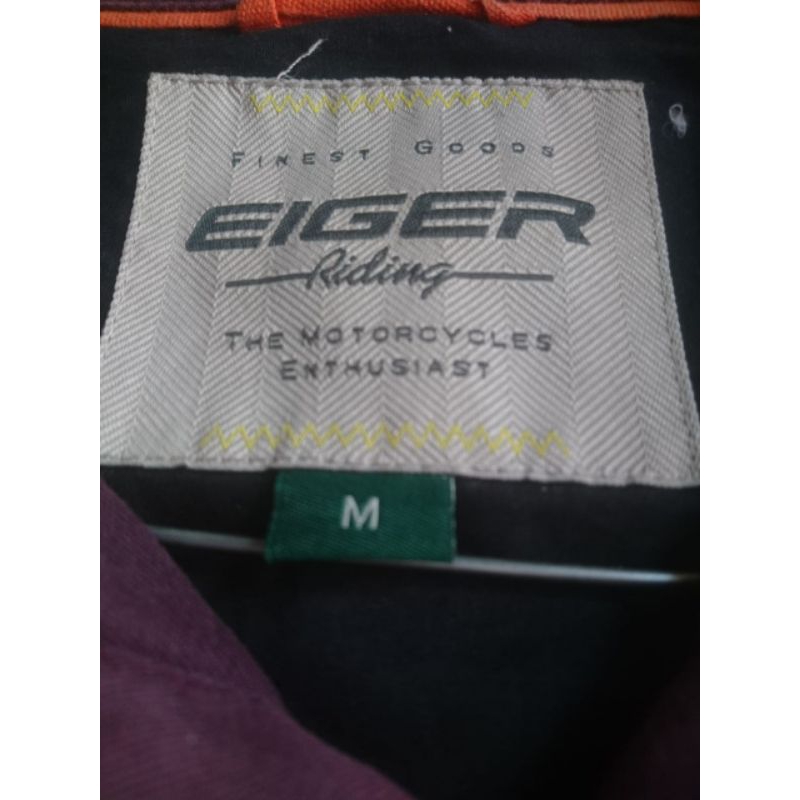 FINEST GOODS
EIGER
Riding
THE MOTORCYCLES
ENTHUSIAST
M